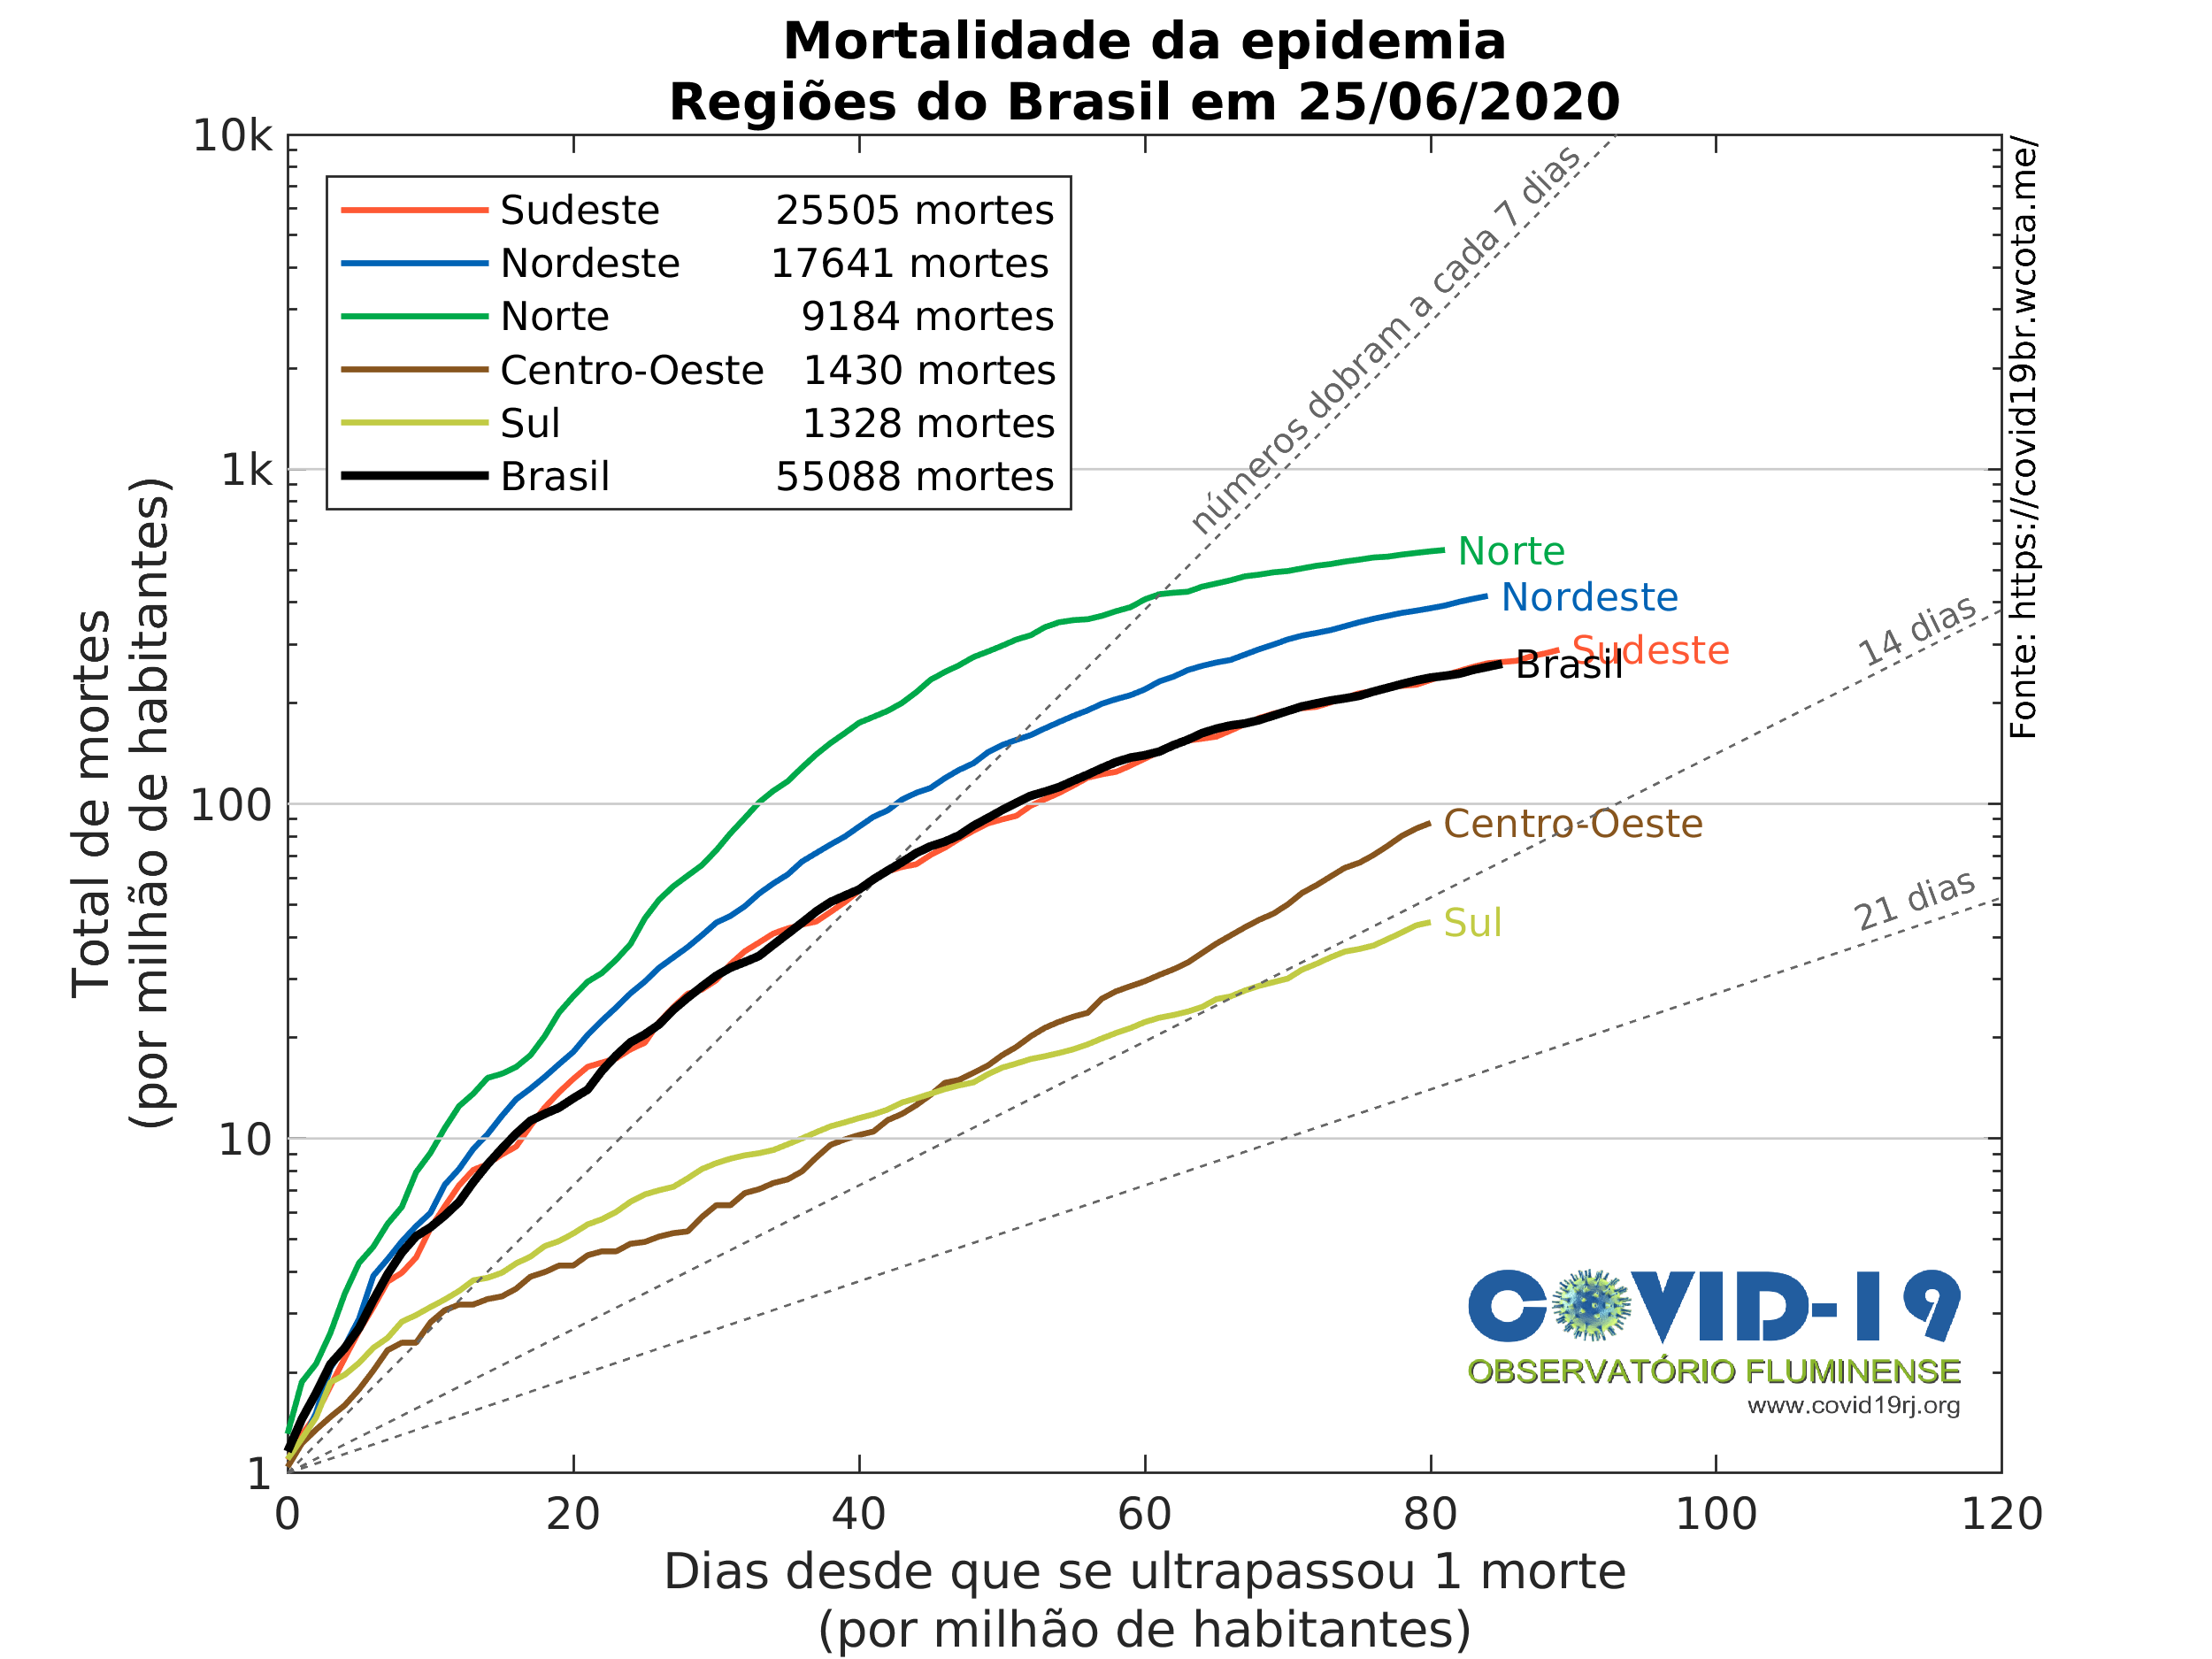 Mortalidade da epidemia
Regiões do Brasil em 25/06/2020
10k
1k
100
10
1
Total de mortes
(por milhão de habitantes)
Sudeste 25505 mortes
Nordeste 17641 mortes
Norte 9184 mortes
Centro-Oeste 1430 mortes
Sul 1328 mortes
Brasil 55088 mortes
números dobram a cada 7 dias
14 dias
21 dias
Norte
Nordeste
Sudeste
Brasil
Centro-Oeste
Sul
Fonte: https://covid19br.wcota.me/
COVID-19
OBSERVATÓRIO FLUMINENSE
www.covid19rj.org
0 20 40 60 80 100 120
Dias desde que se ultrapassou 1 morte
(por milhão de habitantes)